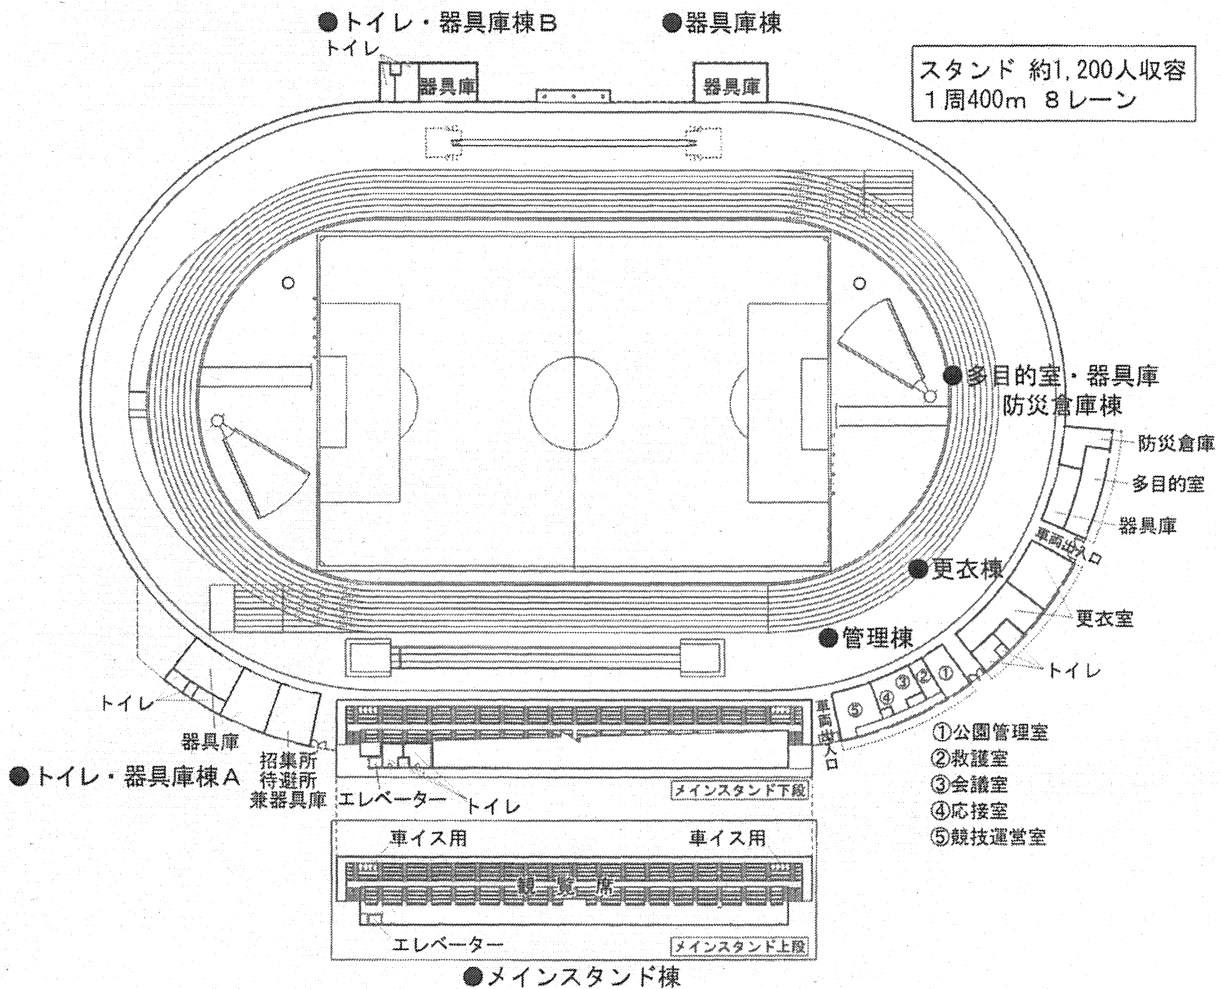 ●トイレ・器具庫棟B
トイレ
器具庫
●器具庫棟
器具庫
スタンド 約1,200人収容
1周400m 8レーン
●多目的室・器具庫
防災倉庫棟
防災倉庫
多目的室
器具庫
車両出入口
●更衣棟
更衣室
トイレ
●管理棟
①
②
③
④
⑤
①公園管理室
②救護室
③会議室
④応接室
⑤競技運営室
車両出入口
トイレ
器具庫
招集所
待避所
兼器具庫
●トイレ・器具庫棟A
エレベーター
トイレ
メインスタンド下段
車イス用
車イス用
観覧席
エレベーター
メインスタンド上段
●メインスタンド棟